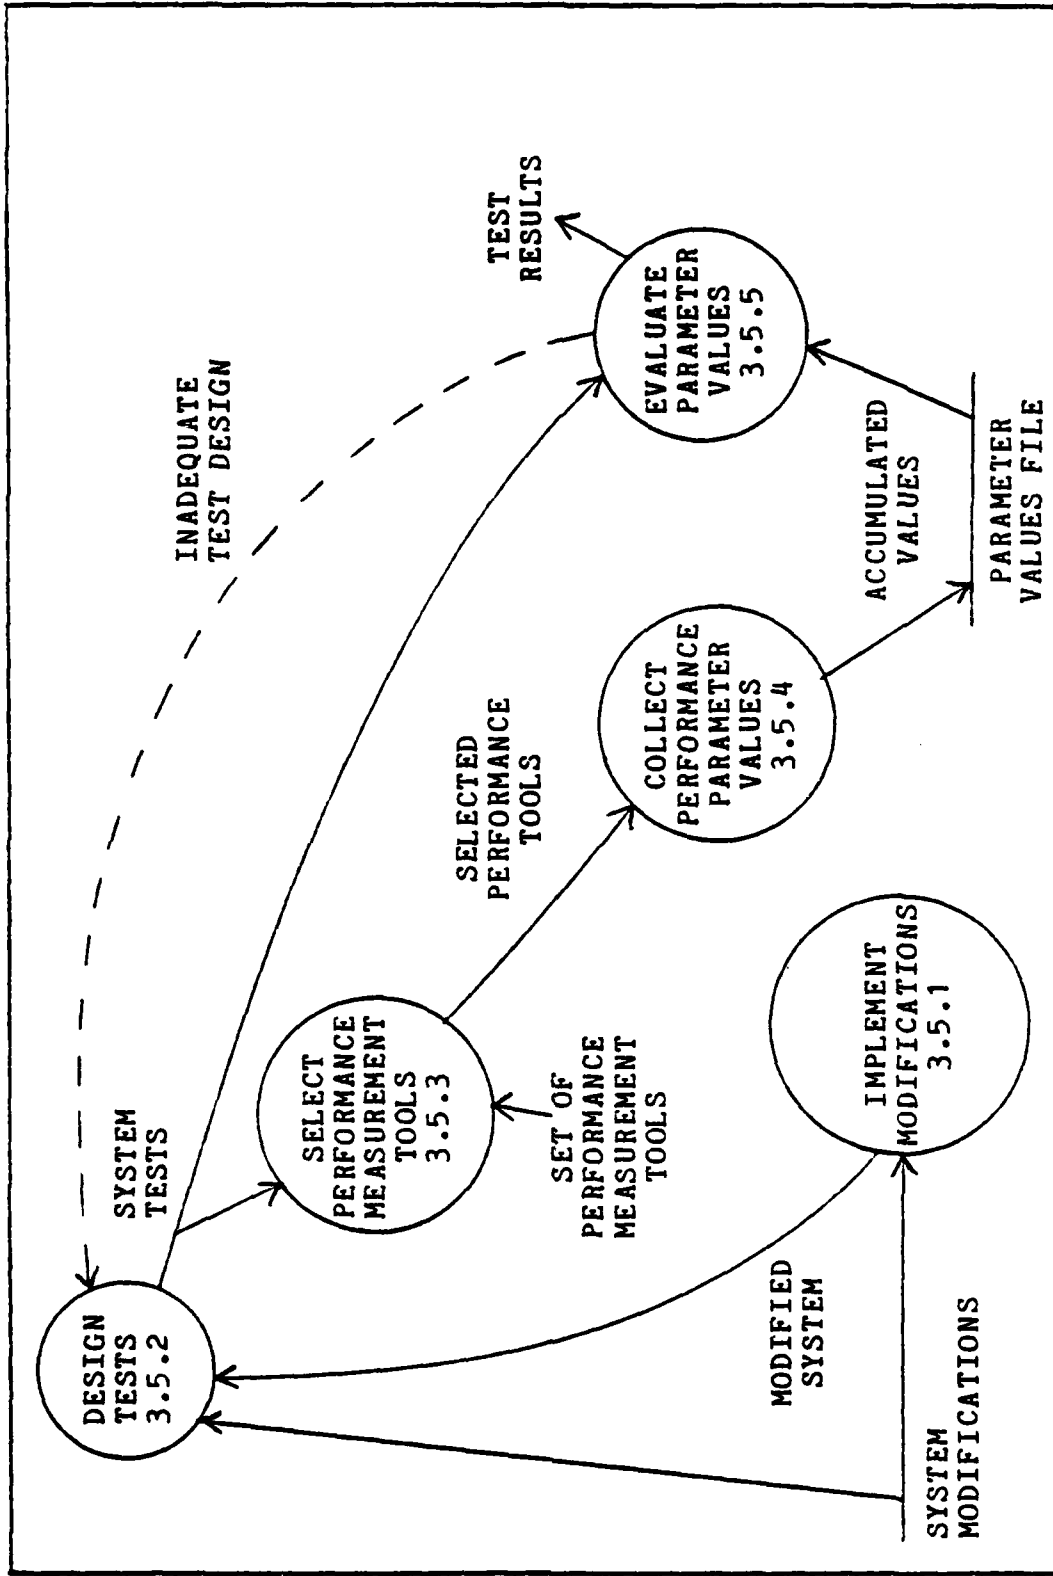 DESIGN
TESTS
3.5.2
SYSTEM
TESTS
INADEQUATE
TEST DESIGN
SELECT
PERFORMANCE
MEASUREMENT
TOOLS
3.5.3
SET OF
PERFORMANCE
MEASUREMENT
TOOLS
SELECTED
PERFORMANCE
TOOLS
TEST
RESULTS
EVALUATE
PARAMETER
VALUES
3.5.5
COLLECT
PERFORMANCE
PARAMETER
VALUES
3.5.4
ACCUMULATED
VALUES
PARAMETER
VALUES FILE
MODIFIED
SYSTEM
IMPLEMENT
MODIFICATIONS
3.5.1
SYSTEM
MODIFICATIONS